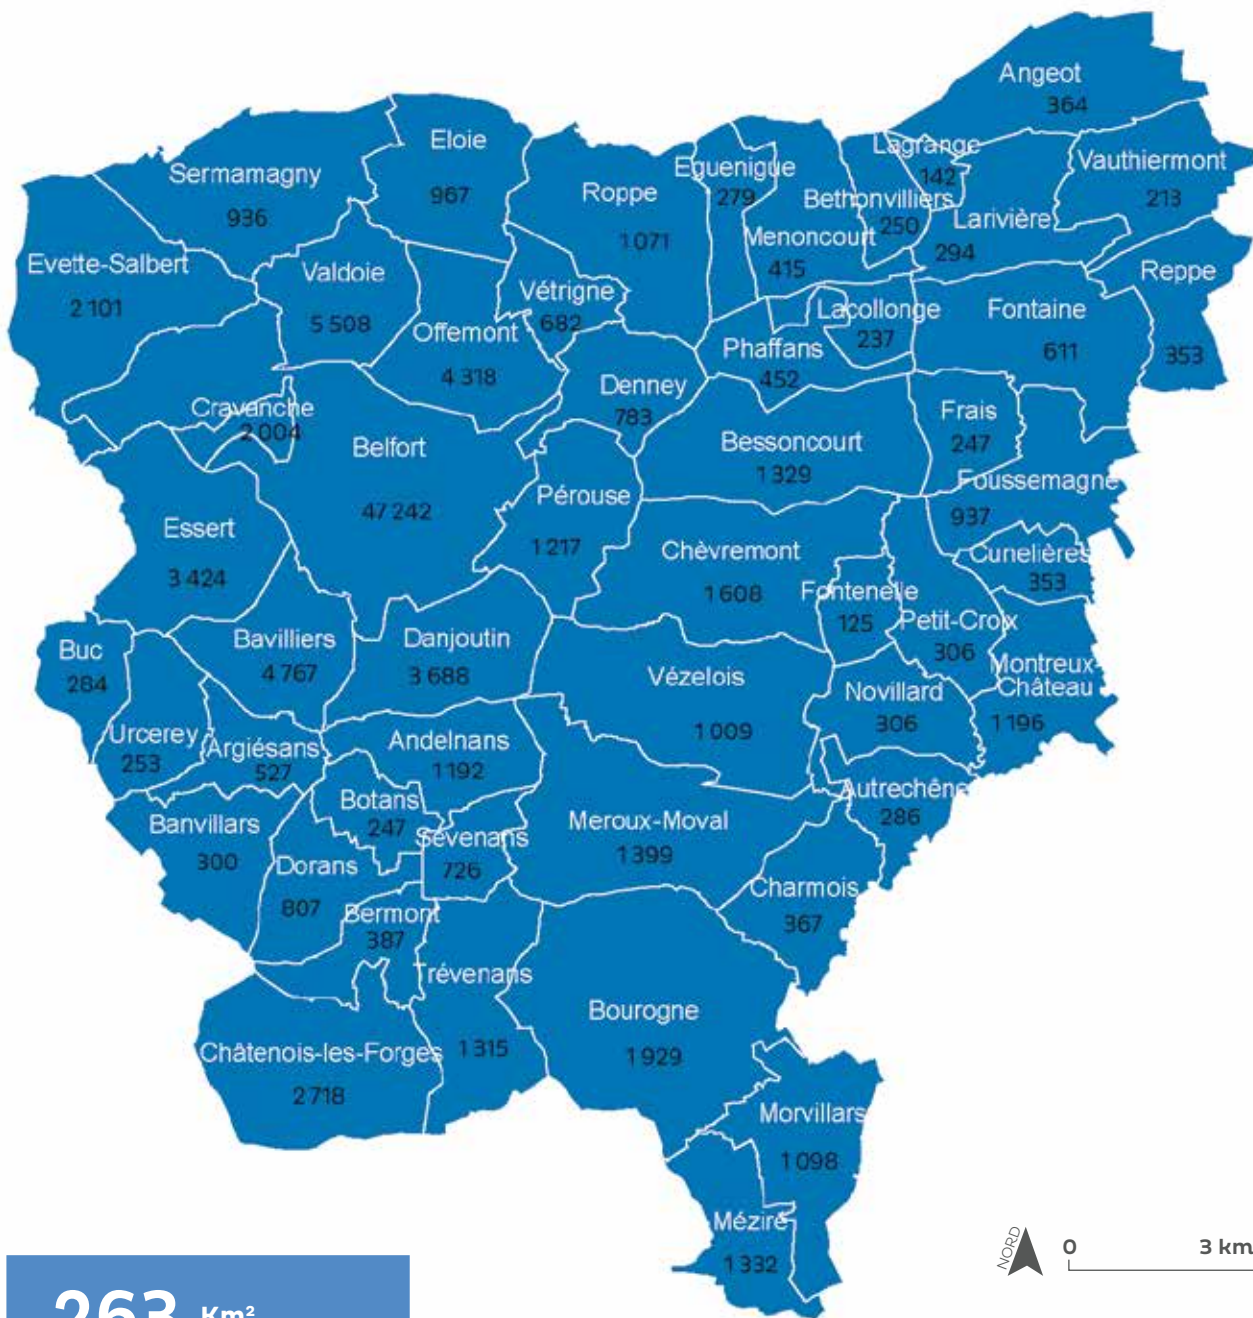 Angeot
364
Eloie
967
Sermamagny
936
Lagrange
142
Vauthiermont
213
Eguenigue
279
Roppe
1 071
Bethonvilliers
250
Larivière
294
Menoncourt
415
Evette-Salbert
2 101
Valdoie
5 508
Vétrigne
682
Reppe
353
Offemont
4 318
Lacollonge
237
Fontaine
611
Phaffans
452
Denney
783
Cravanche
2 004
Frais
247
Belfort
47 242
Bessoncourt
1 329
Foussemagne
937
Pérouse
1 217
Essert
3 424
Chèvremont
1 608
Cunelières
353
Fontenelle
125
Petit-Croix
306
Buc
284
Bavilliers
4 767
Danjoutin
3 688
Vézelois
1 009
Novillard
306
Montreux-
Château
1 196
Urcerey
253
Argiésans
527
Andelnans
1 192
Autrechêne
286
Botans
247
Banvillars
300
Sévenans
726
Meroux-Moval
1 399
Dorans
807
Charmois
367
Bermont
387
Trévenans
1 315
Bourogne
1 929
Châtenois-les-Forges
2 718
Morvillars
1 098
Méziré
1 332
NORD
0 3 km
263 Km²